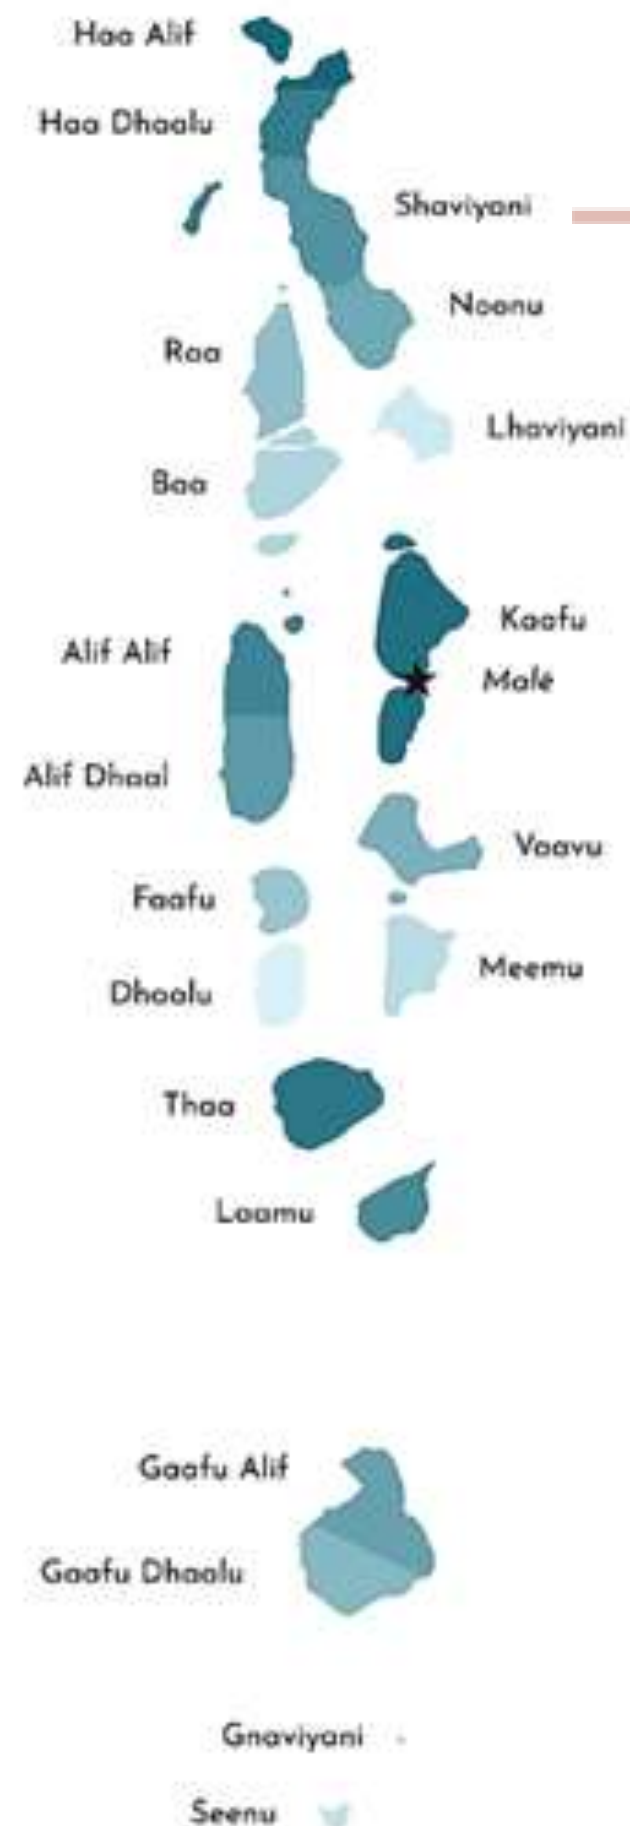 Haa Alif
Haa Dhaalu
Shaviyani
Noonu
Raa
Lhaviyani
Baa
Kaafu
Alif Alif
Malé
Alif Dhaal
Vaavu
Faafu
Meemu
Dhaalu
Thaa
Laamu
Gaafu Alif
Gaafu Dhaalu
Gnaviyani
Seenu